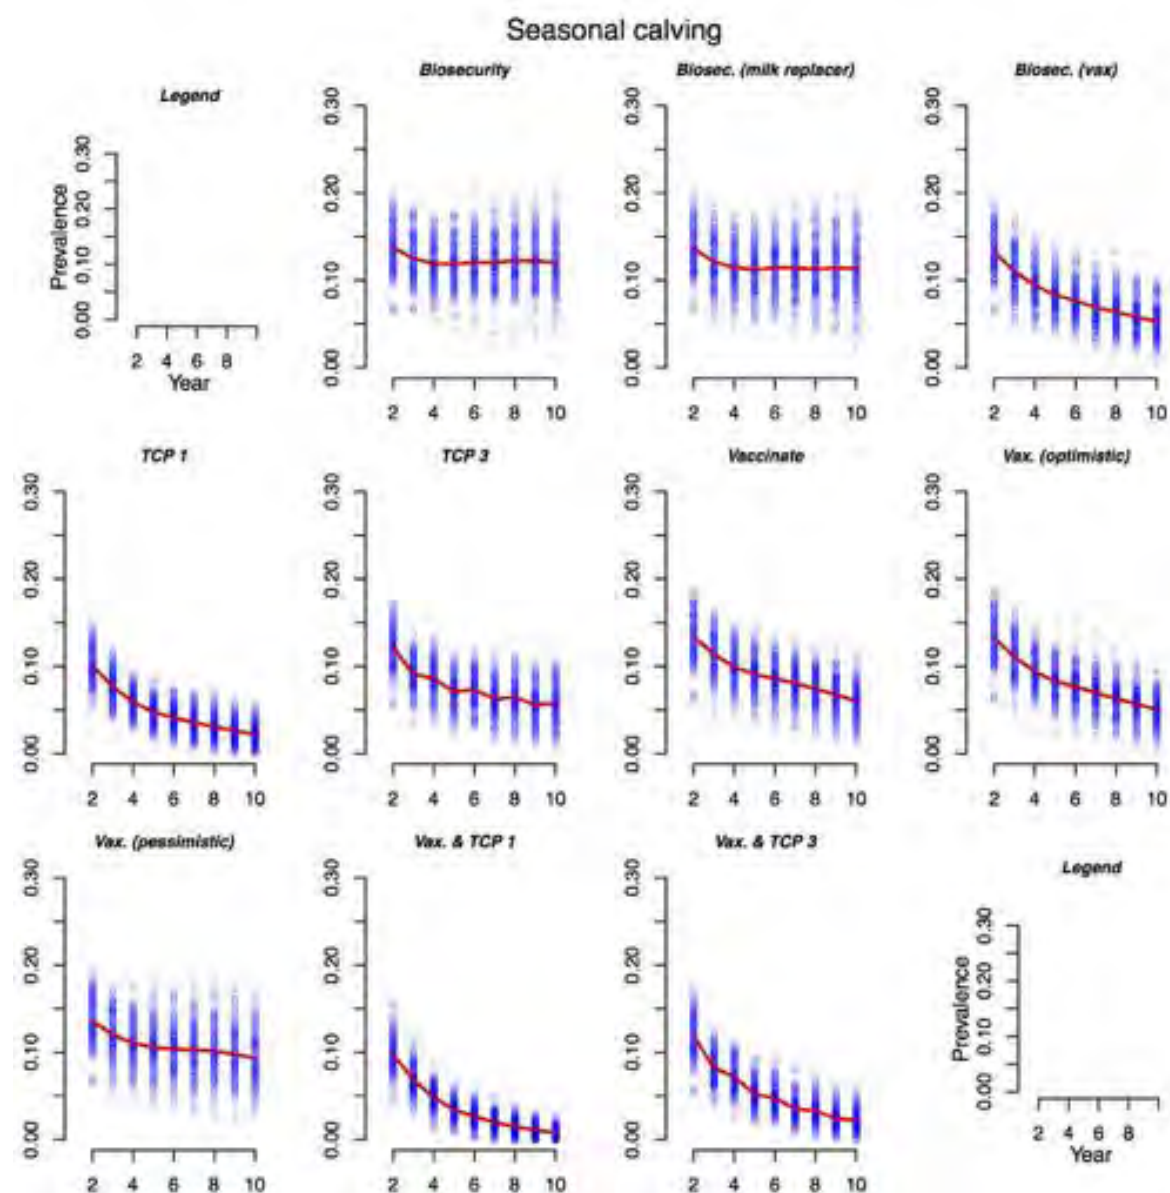 Seasonal calving
Legend
Prevalence
0.00 0.10 0.20 0.30
2 4 6 8
Year
Biosecurity
0.00 0.10 0.20 0.30
2 4 6 8 10
Biosec. (milk replacer)
0.00 0.10 0.20 0.30
2 4 6 8 10
Biosec. (vax)
0.00 0.10 0.20 0.30
2 4 6 8 10
TCP 1
0.00 0.10 0.20 0.30
2 4 6 8 10
TCP 3
0.00 0.10 0.20 0.30
2 4 6 8 10
Vaccinate
0.00 0.10 0.20 0.30
2 4 6 8 10
Vax. (optimistic)
0.00 0.10 0.20 0.30
2 4 6 8 10
Vax. (pessimistic)
0.00 0.10 0.20 0.30
2 4 6 8 10
Vax. & TCP 1
0.00 0.10 0.20 0.30
2 4 6 8 10
Vax. & TCP 3
0.00 0.10 0.20 0.30
2 4 6 8 10
Legend
Prevalence
0.00 0.10 0.20 0.30
2 4 6 8
Year